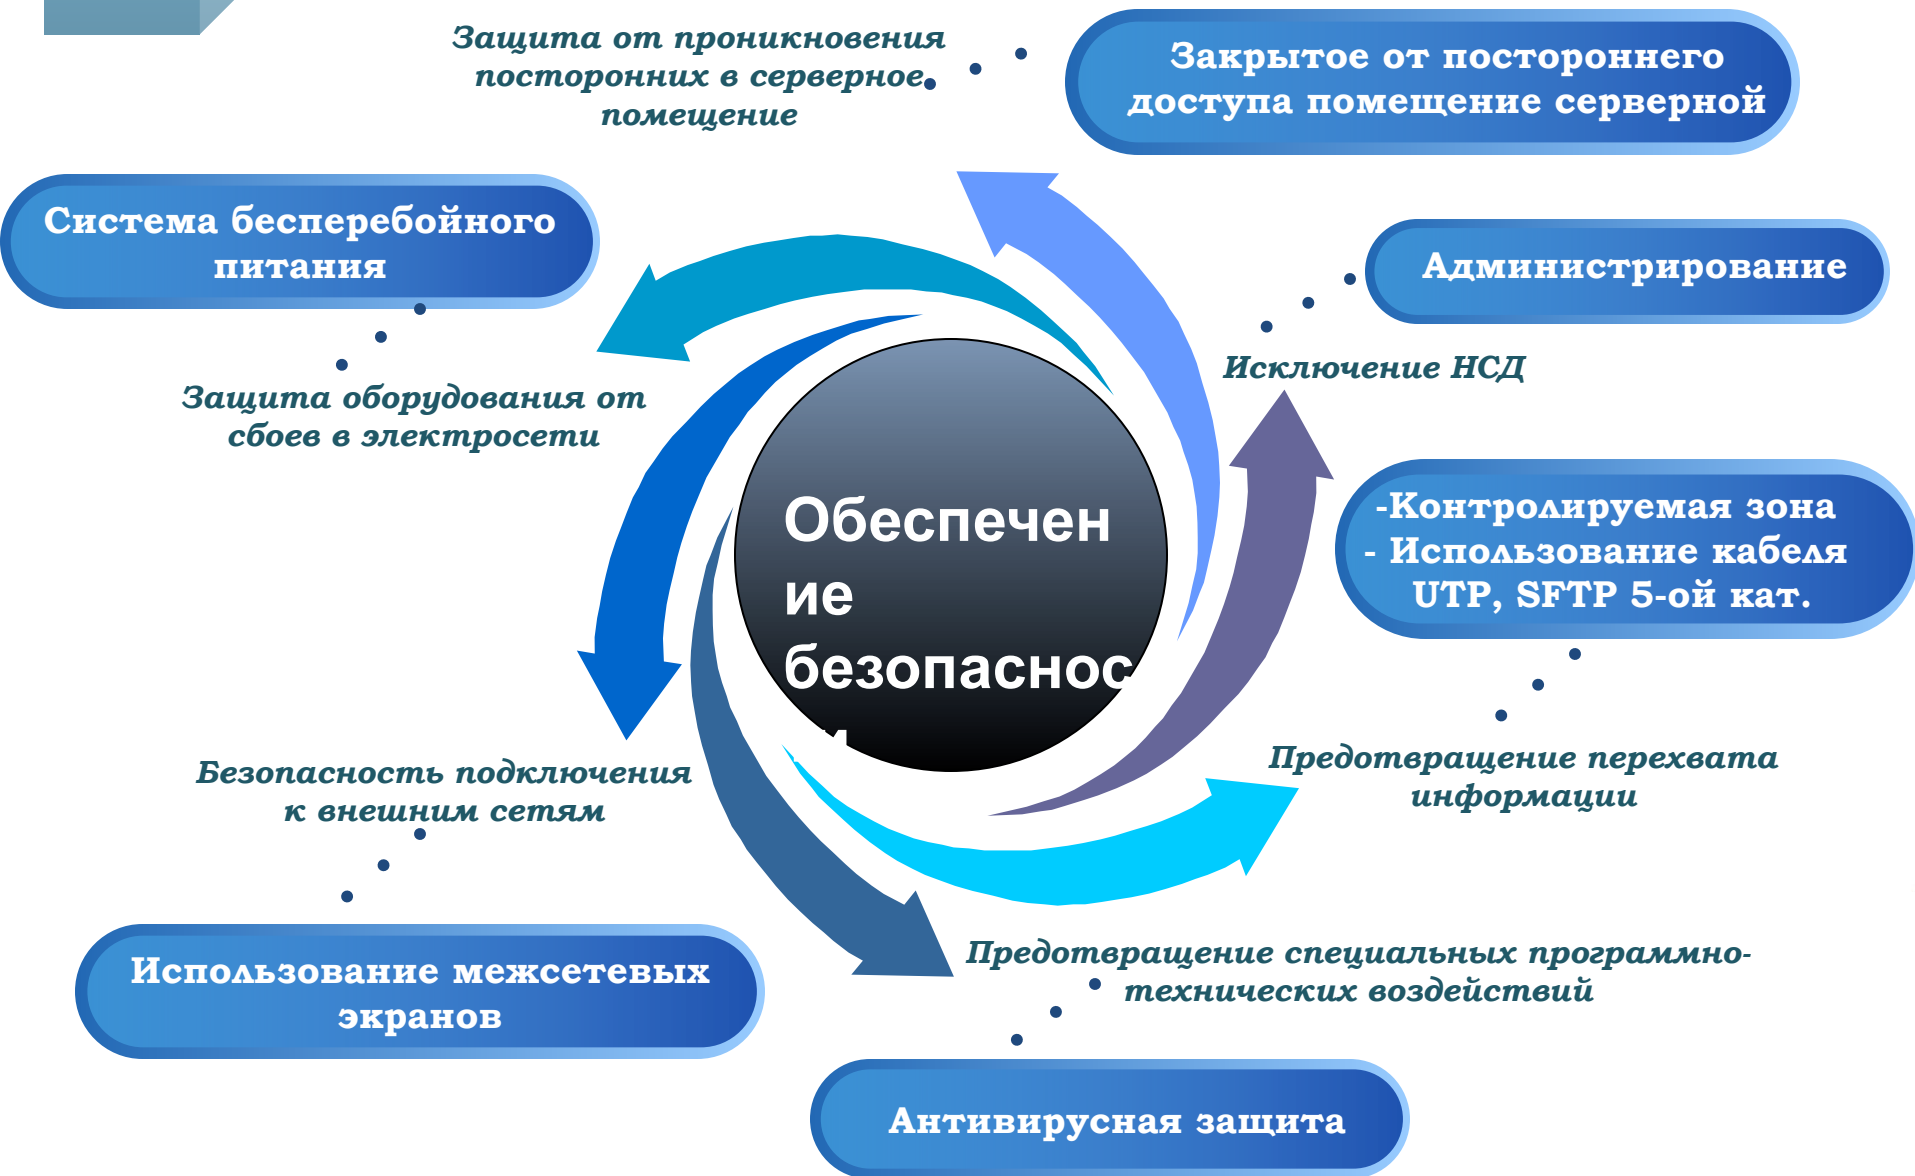 Защита от проникновения
посторонних в серверное
помещение
Закрытое от постороннего
доступа помещение серверной
Система бесперебойного
питания
Администрирование
Исключение НСД
Защита оборудования от
сбоев в электросети
-Контролируемая зона
- Использование кабеля
UTP, SFTP 5-ой кат.
Обеспечен
ие
безопаснос
и
Безопасность подключения
к внешним сетям
Предотвращение перехвата
информации
Использование межсетевых
экранов
Предотвращение специальных программно-
технических воздействий
Антивирусная защита